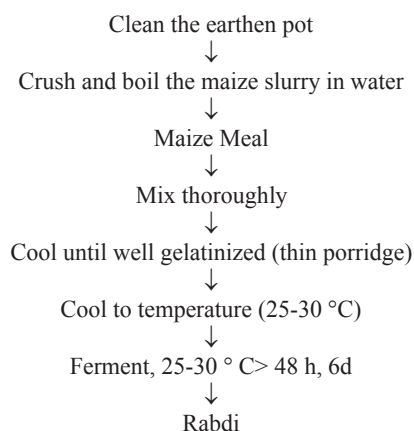 Clean the earthen pot
↓
Crush and boil the maize slurry in water
↓
Maize Meal
↓
Mix thoroughly
↓
Cool until well gelatinized (thin porridge)
↓
Cool to temperature (25-30 °C)
↓
Ferment, 25-30 ° C> 48 h, 6d
↓
Rabdi